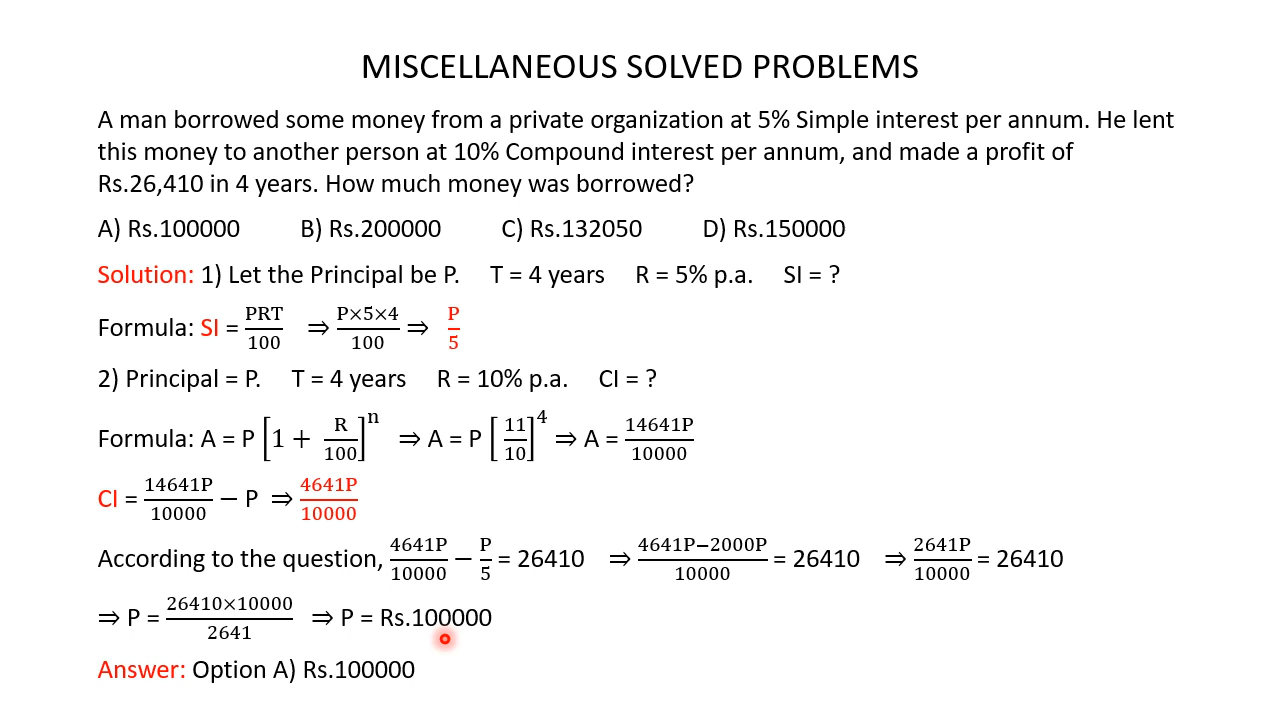 MISCELLANEOUS SOLVED PROBLEMS
A man borrowed some money from a private organization at 5% Simple interest per annum. He lent
this money to another person at 10% Compound interest per annum, and made a profit of
Rs.26,410 in 4 years. How much money was borrowed?
A) Rs.100000 B) Rs.200000 C) Rs.132050 D) Rs.150000
Solution: 1) Let the Principal be P. T = 4 years R = 5% p.a. SI = ?
Formula: SI = PRT/100 ⇒ P×5×4/100 ⇒ P/5
2) Principal = P. T = 4 years R = 10% p.a. CI = ?
Formula: A = P [1 + R/100]^n ⇒ A = P [11/10]^4 ⇒ A = 14641P/10000
CI = 14641P/10000 − P ⇒ 4641P/10000
According to the question, 4641P/10000 − P/5 = 26410 ⇒ 4641P−2000P/10000 = 26410 ⇒ 2641P/10000 = 26410
⇒ P = 26410×10000/2641 ⇒ P = Rs.100000
Answer: Option A) Rs.100000